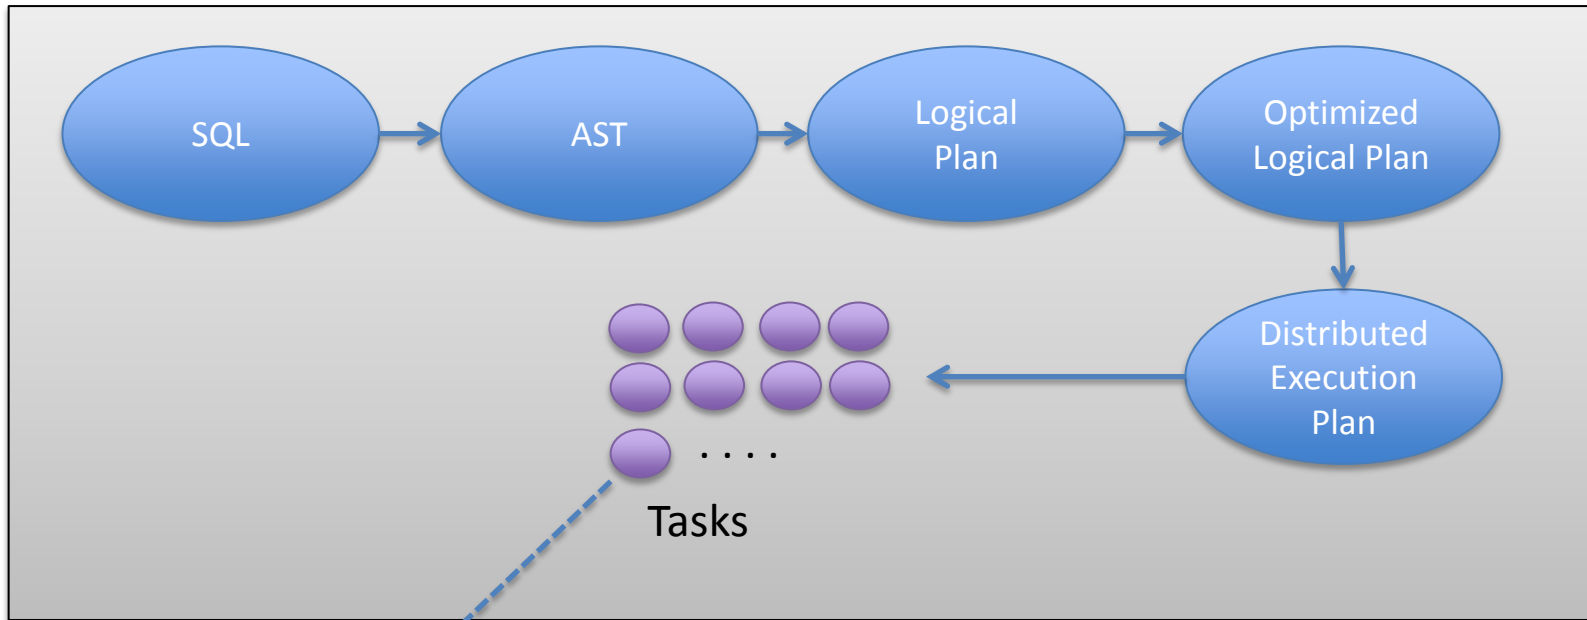 SQL
AST
Logical
Plan
Optimized
Logical Plan
Distributed
Execution
Plan
. . . .
Tasks